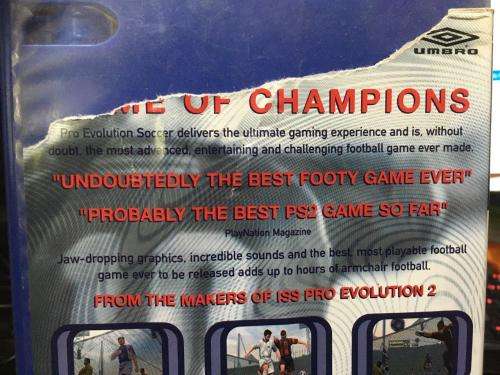 UMBRO
OF CHAMPIONS
Pro Evolution Soccer delivers the ultimate gaming experience and is, without
doubt, the most advanced, entertaining and challenging football game ever made.
"UNDOUBTEDLY THE BEST FOOTY GAME EVER"
"PROBABLY THE BEST PS2 GAME SO FAR"
PlayNation Magazine
Jaw-dropping graphics, incredible sounds and the best, most playable football
game ever to be released adds up to hours of armchair football.
FROM THE MAKERS OF ISS PRO EVOLUTION 2